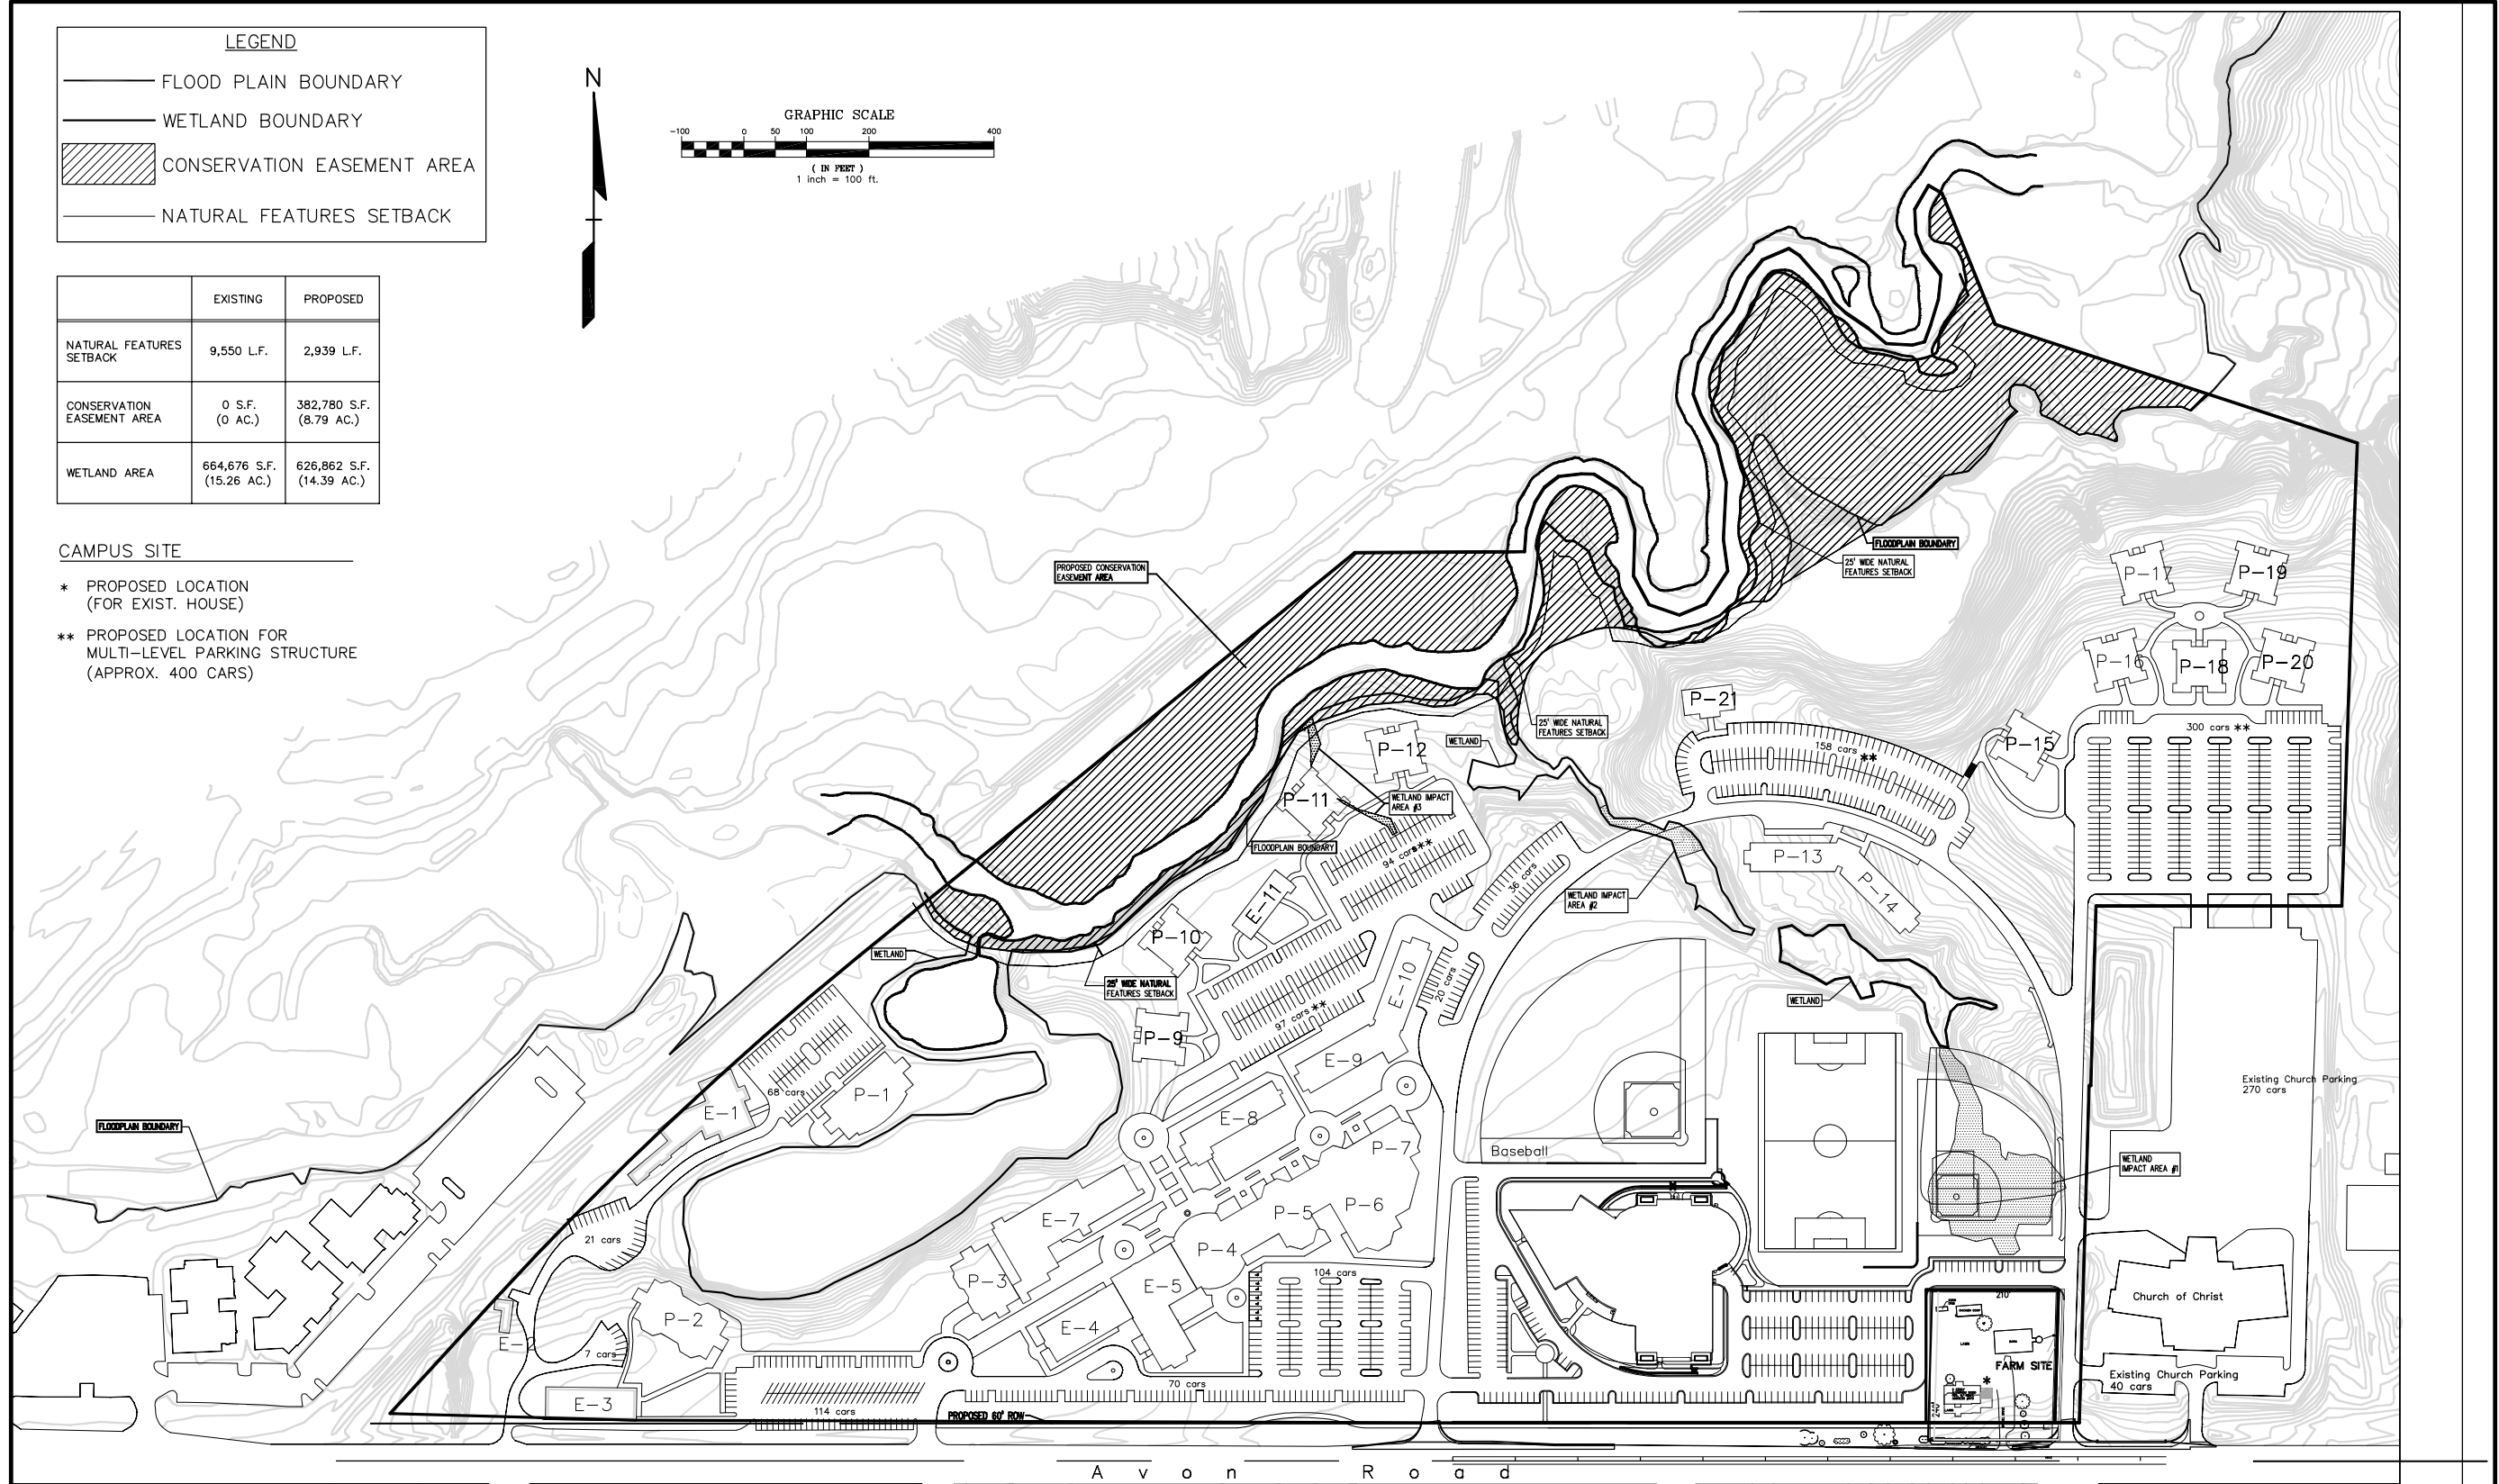 LEGEND
FLOOD PLAIN BOUNDARY
WETLAND BOUNDARY
CONSERVATION EASEMENT AREA
NATURAL FEATURES SETBACK
N
GRAPHIC SCALE
-100 0 50 100 200 400
( IN FEET )
1 inch = 100 ft.
EXISTING PROPOSED
NATURAL FEATURES
SETBACK
9,550 L.F. 2,939 L.F.
CONSERVATION
EASEMENT AREA
0 S.F.
(0 AC.)
382,780 S.F.
(8.79 AC.)
WETLAND AREA
664,676 S.F.
(15.26 AC.)
626,862 S.F.
(14.39 AC.)
CAMPUS SITE
* PROPOSED LOCATION
(FOR EXIST. HOUSE)
** PROPOSED LOCATION FOR
MULTI-LEVEL PARKING STRUCTURE
(APPROX. 400 CARS)
PROPOSED CONSERVATION
EASEMENT AREA
FLOODPLAIN BOUNDARY
25' WIDE NATURAL
FEATURES SETBACK
P-17
P-19
P-16
P-18
P-20
P-21
25' WIDE NATURAL
FEATURES SETBACK
300 cars **
P-12
WETLAND
158 cars **
P-15
P-11
WETLAND IMPACT
AREA #3
FLOODPLAIN BOUNDARY
94 cars **
P-13
36 cars
P-14
E-11
WETLAND IMPACT
AREA #2
P-10
WETLAND
25' WIDE NATURAL
FEATURES SETBACK
E-10
20 cars
WETLAND
97 cars **
P-9
E-9
68 cars
P-1
E-1
E-8
Existing Church Parking
270 cars
FLOODPLAIN BOUNDARY
P-7
Baseball
WETLAND
IMPACT AREA #1
E-7
P-5
P-6
21 cars
P-4
P-3
E-5
104 cars
210'
Church of Christ
P-2
E-4
7 cars
FARM SITE
*
Existing Church Parking
40 cars
E-3
70 cars
114 cars
240'
PROPOSED 60' ROW
Avon Road